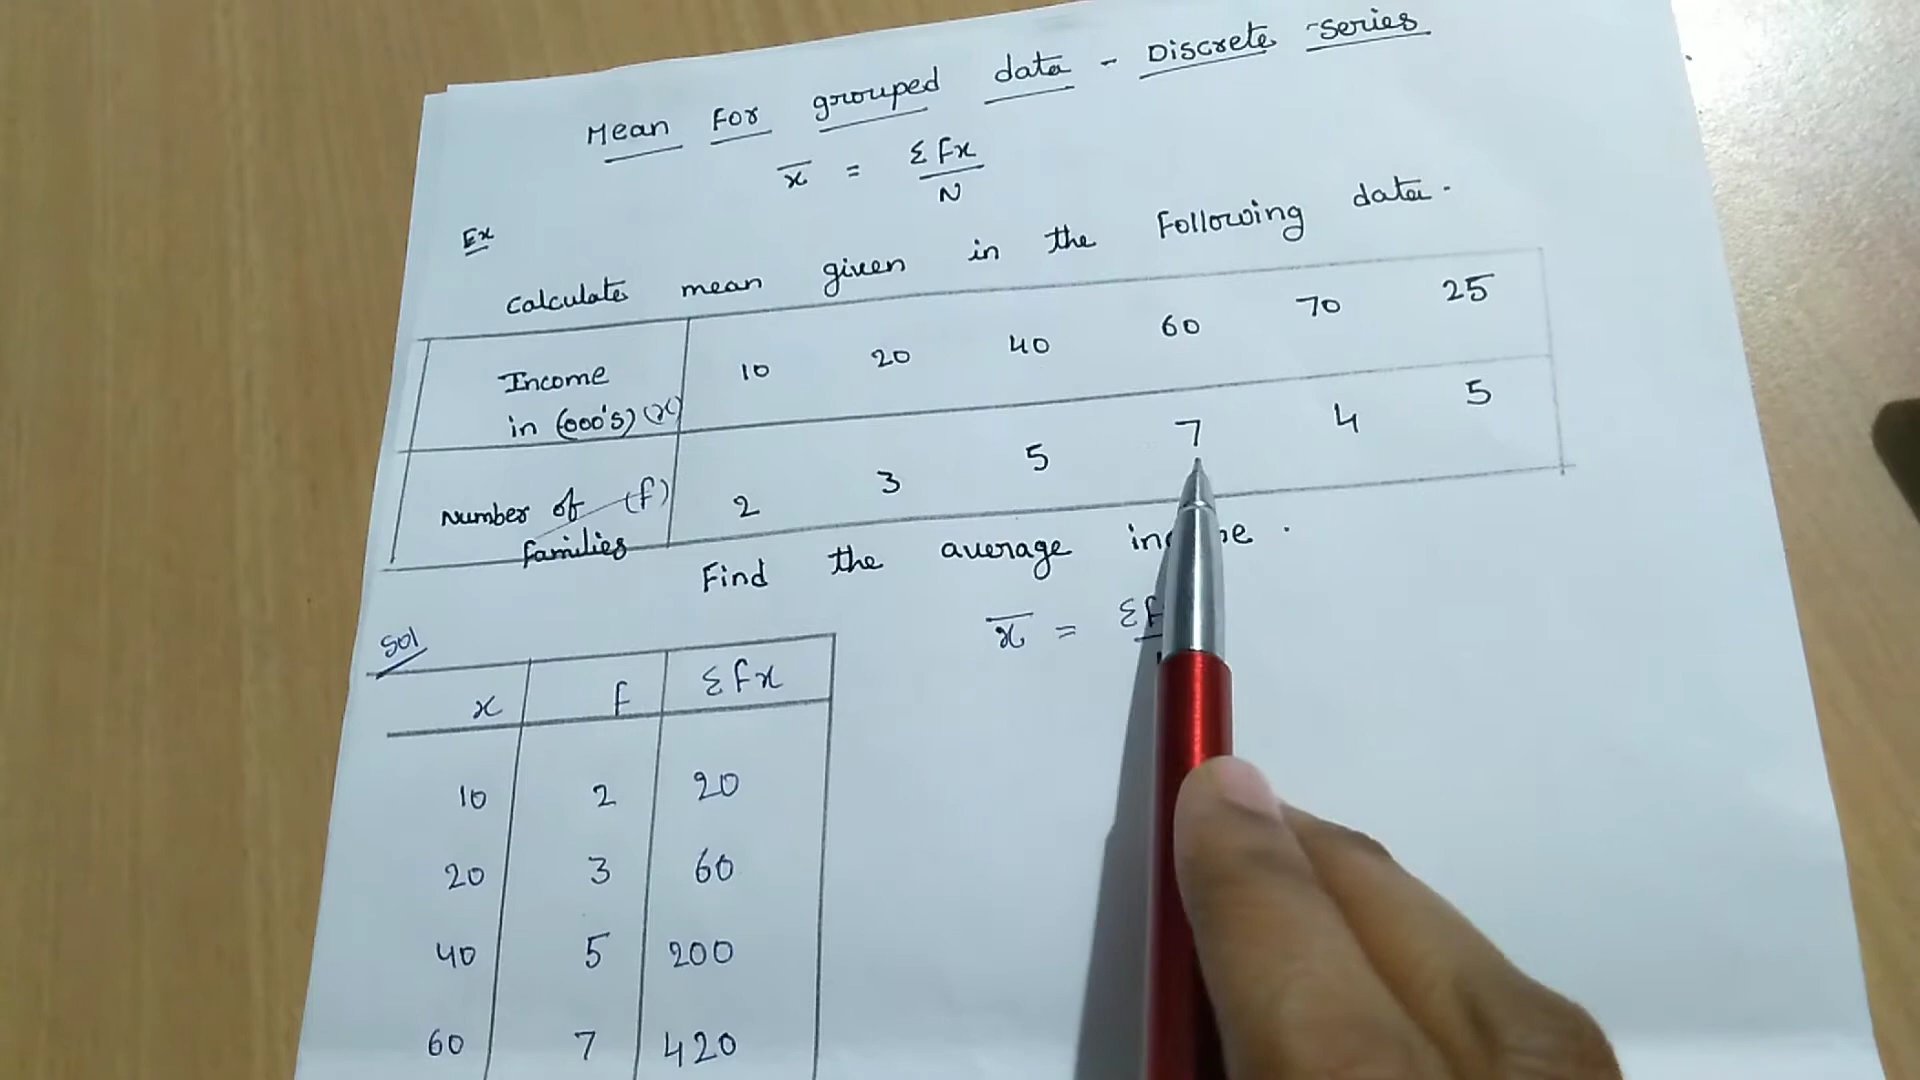 Mean For grouped data - Discrete series
x̄ = Σfx
N
Ex
Calculate mean given in the Following data.
Income in (000's) (x) 10 20 40 60 70 25
Number of families (f) 2 3 5 7 4 5
Find the average
x̄ =
Sol
x f Σfx
10 2 20
20 3 60
40 5 200
60 7 420